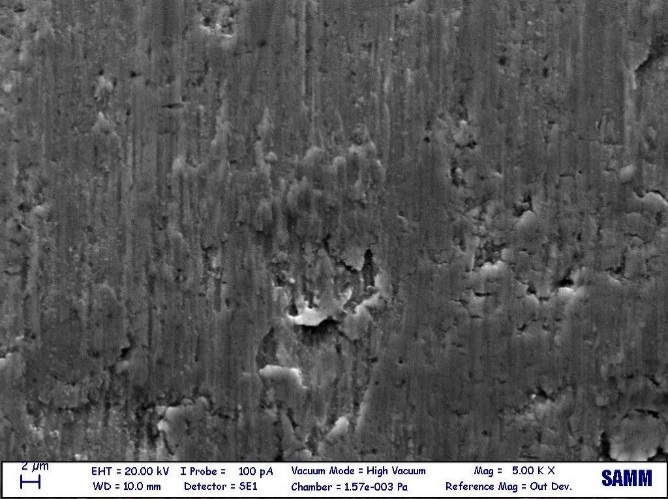 2 µm
EHT = 20.00 kV I Probe = 100 pA Vacuum Mode = High Vacuum Mag = 5.00 K X SAMM
WD = 10.0 mm Detector = SE1 Chamber = 1.57e-003 Pa Reference Mag = Out Dev.